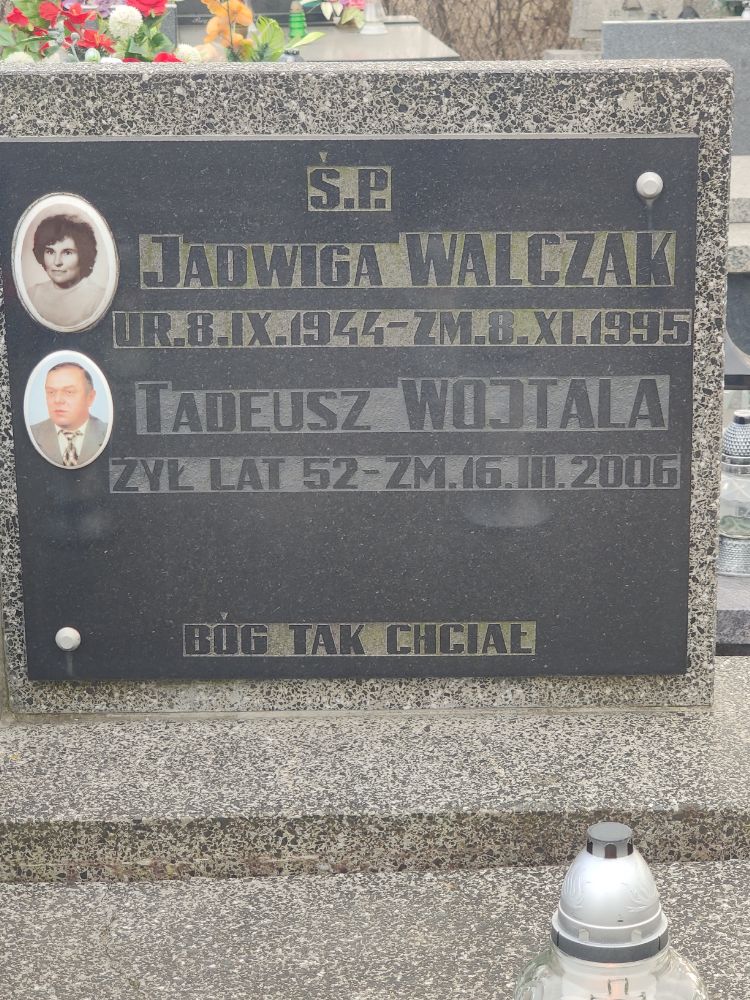 Ś.P.
JADWIGA WALCZAK
UR.8.IX.1944-ZM.8.XI.1995
TADEUSZ WOJTALA
ŻYŁ LAT 52-ZM.16.III.2006
BÓG TAK CHCIAŁ